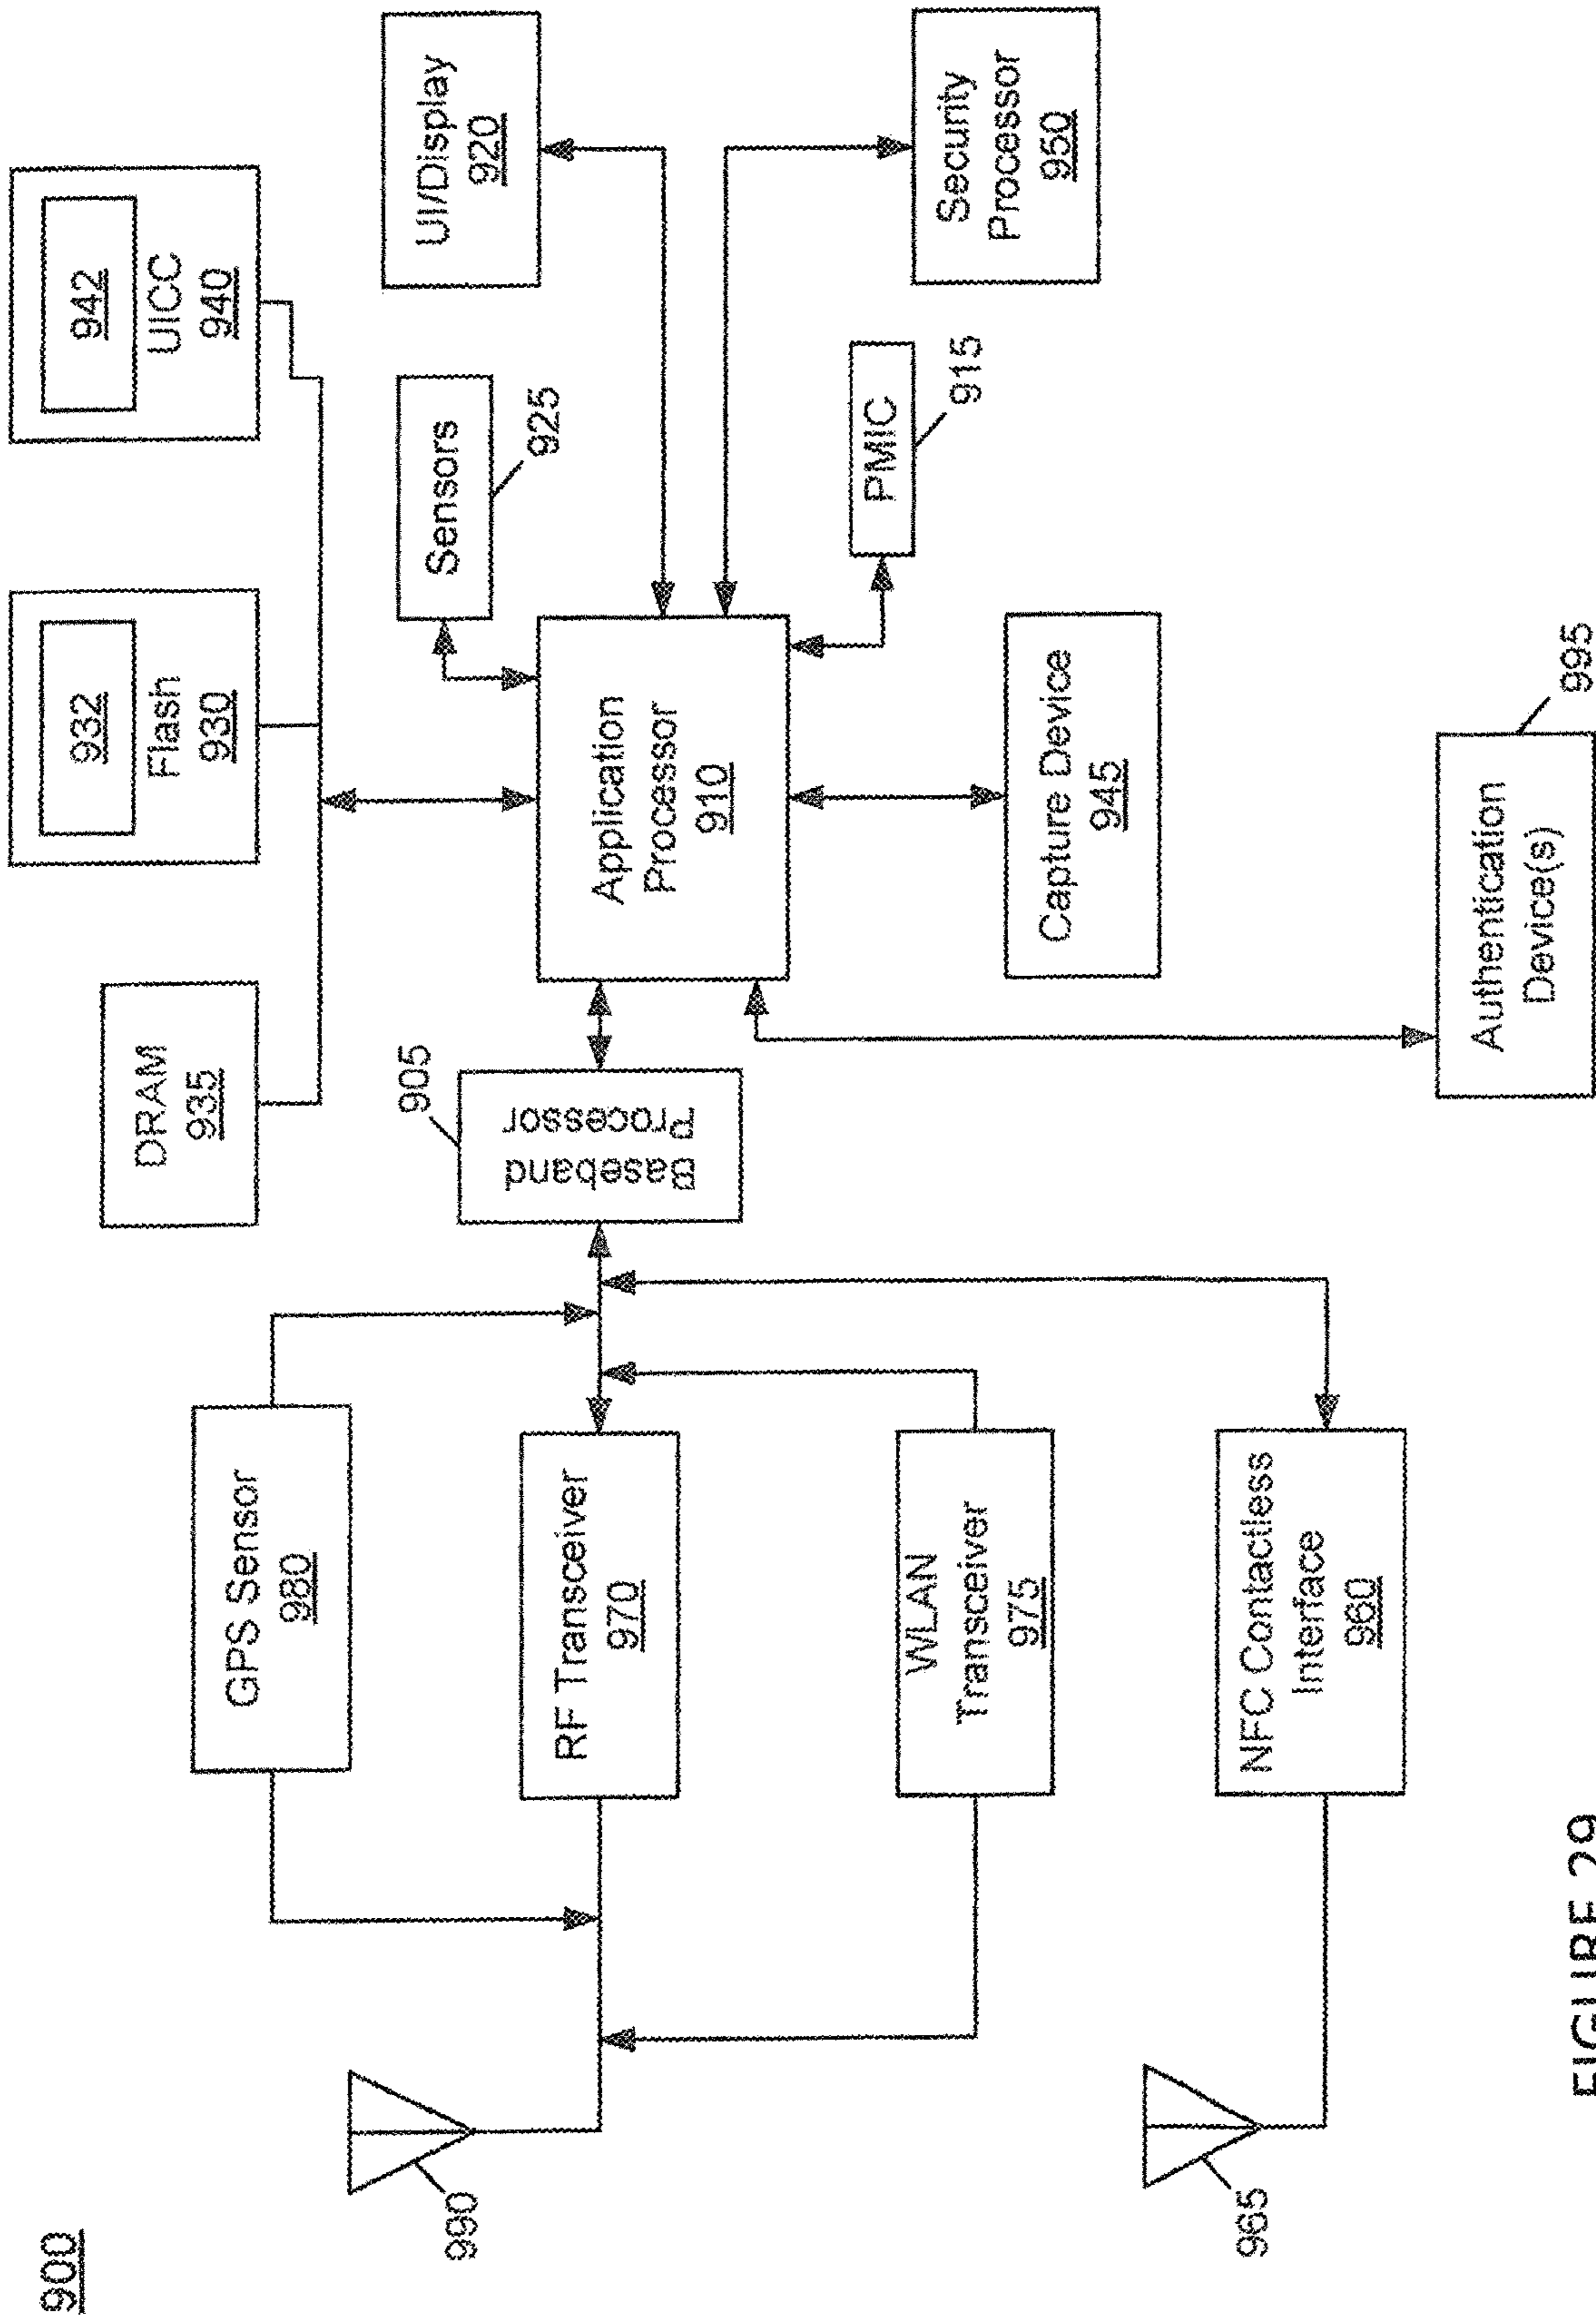 900
UICC
942
940
Flash
932
930
DRAM
935
UI/Display
920
Sensors
925
Security
Processor
950
PMIC
915
Application
Processor
910
Capture Device
945
Authentication
Device(s)
995
Baseband
Processor
905
GPS Sensor
980
RF Transceiver
970
WLAN
Transceiver
975
NFC Contactless
Interface
960
990
965
FIGURE 29